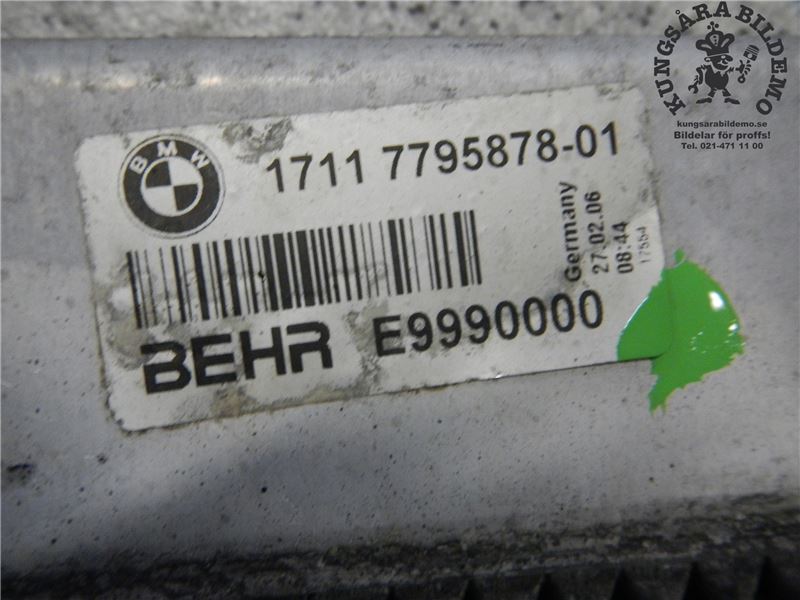 KUNGSÅRA BILDEMO
kungsarabildemo.se
Bildelar för proffs!
Tel. 021-471 11 00
BMW
1711 7795878-01
Germany
27.02.06
08:44
17554
BEHR E9990000